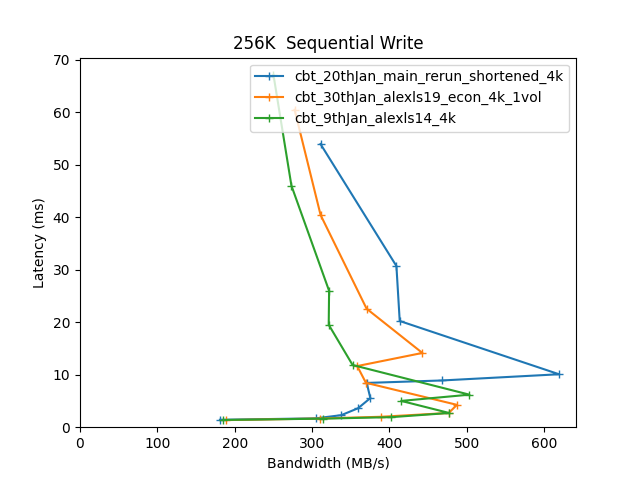 256K  Sequential Write
cbt_20thJan_main_rerun_shortened_4k
cbt_30thJan_alexls19_econ_4k_1vol
cbt_9thJan_alexls14_4k
70
60
50
40
30
20
10
0
Latency (ms)
0 100 200 300 400 500 600
Bandwidth (MB/s)